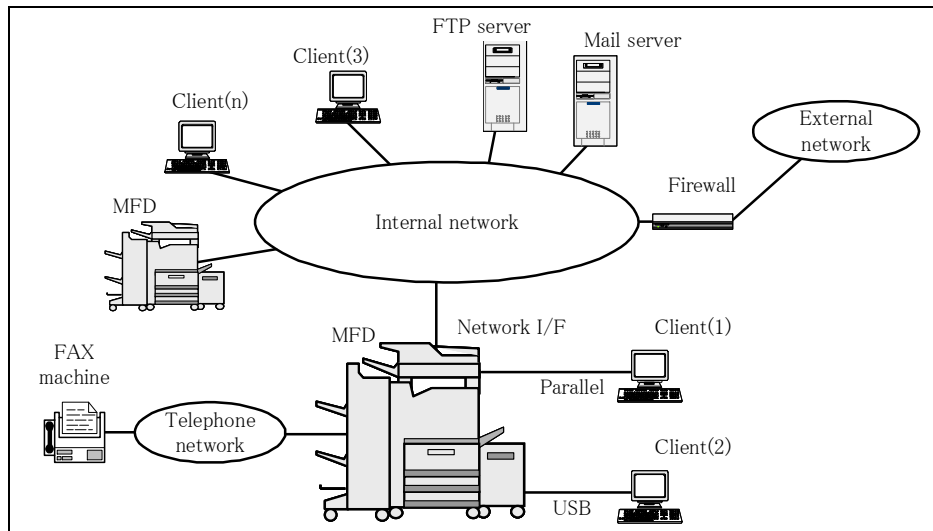 FTP server
Mail server
Client(3)
Client(n)
External
network
Firewall
MFD
Internal network
Network I/F
Client(1)
MFD
FAX
machine
Parallel
Telephone
network
Client(2)
USB